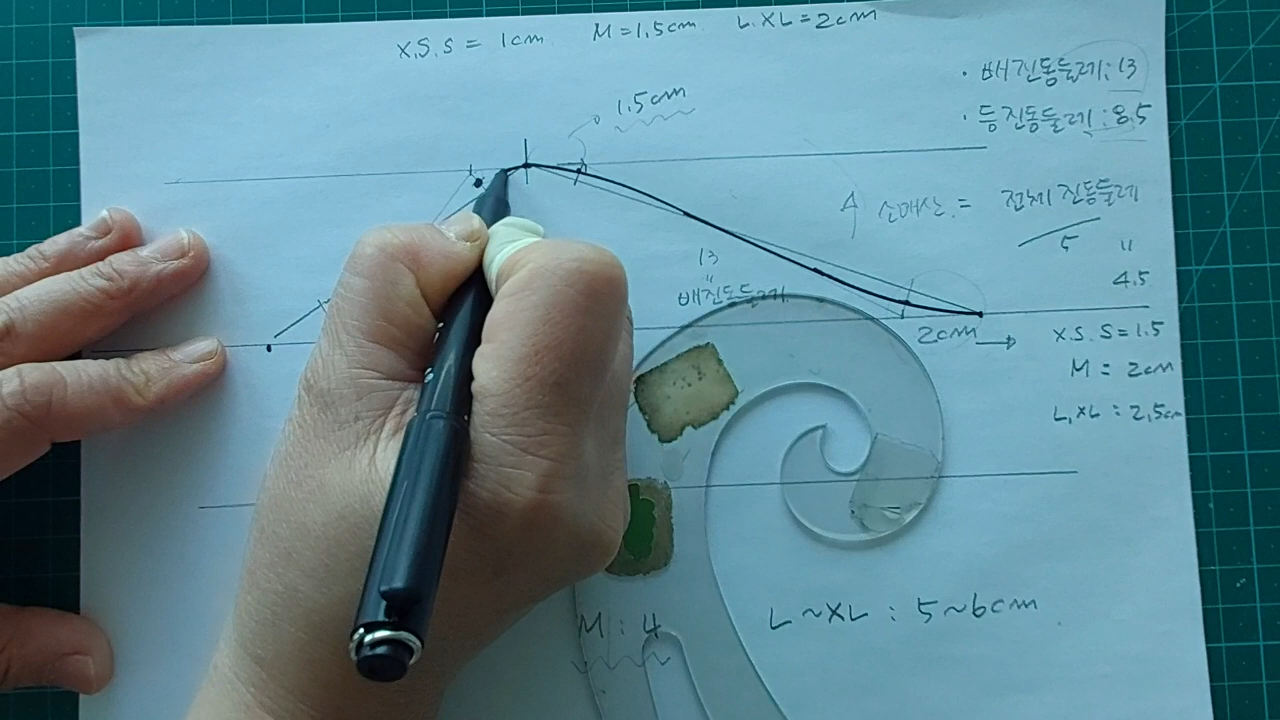 X.S.S = 1cm M=1.5cm L.XL=2cm
· 배진동둘레:13
· 등진동둘레:8.5
1.5cm
소매산 = 전체 진동둘레
5 "
4.5
13
"
배진동둘레
2cm →
X.S.S=1.5
M = 2cm
L.XL : 2.5cm
M : 4
L~XL : 5~6cm